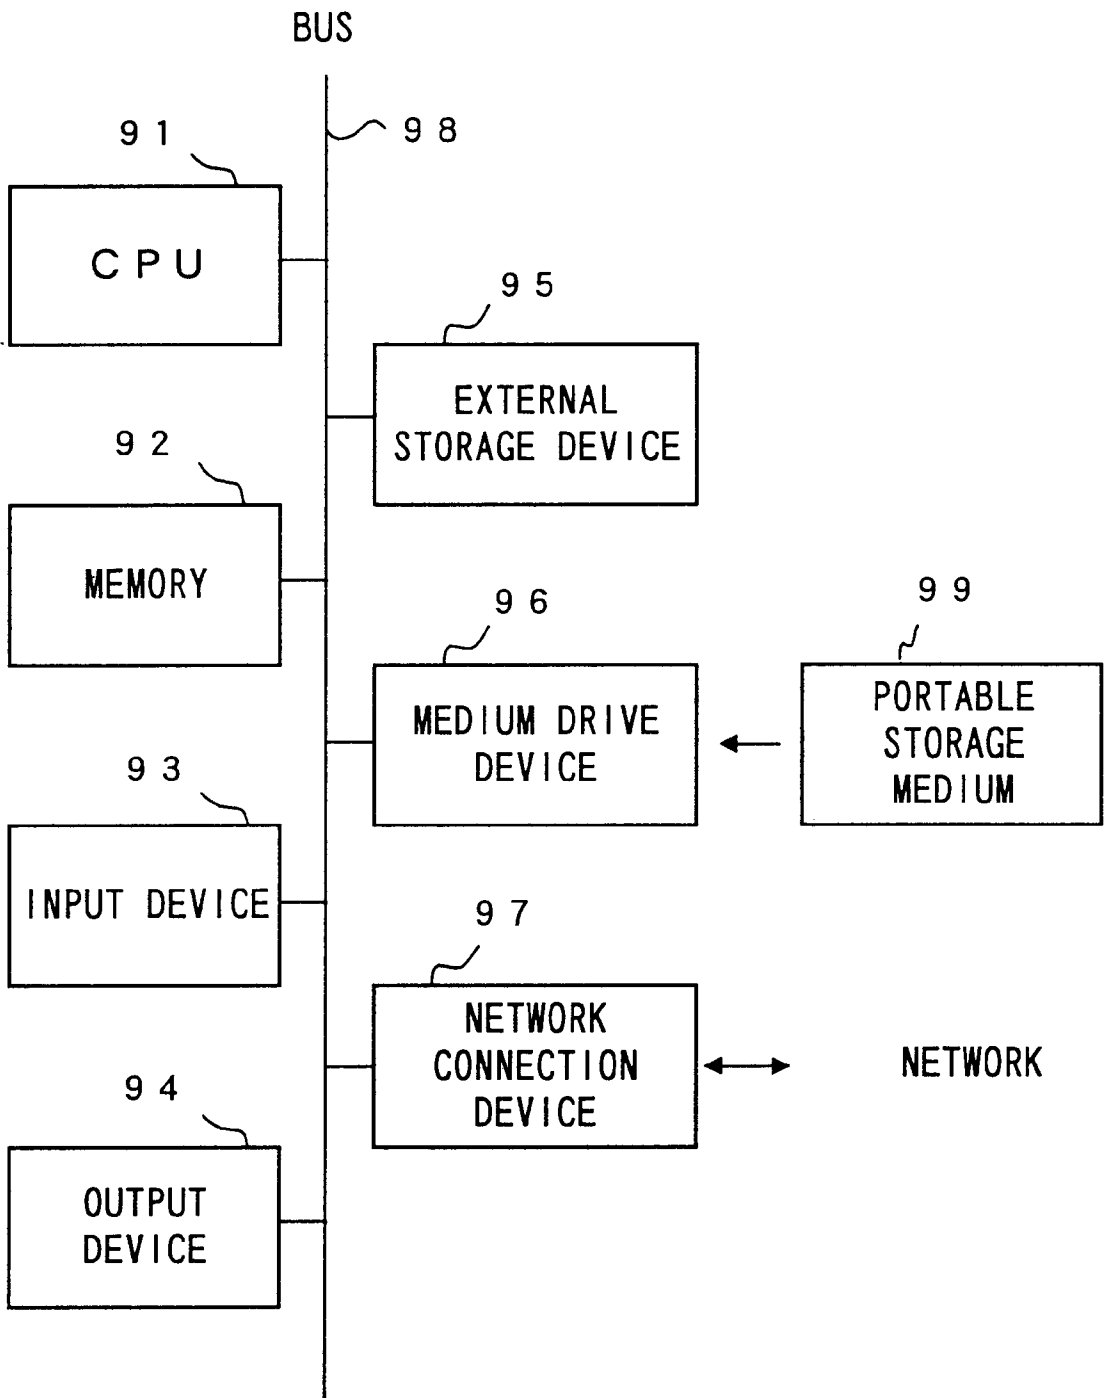 BUS
98
91
CPU
95
EXTERNAL
STORAGE DEVICE
92
MEMORY
96
MEDIUM DRIVE
DEVICE
99
PORTABLE
STORAGE
MEDIUM
93
INPUT DEVICE
97
NETWORK
CONNECTION
DEVICE
NETWORK
94
OUTPUT
DEVICE